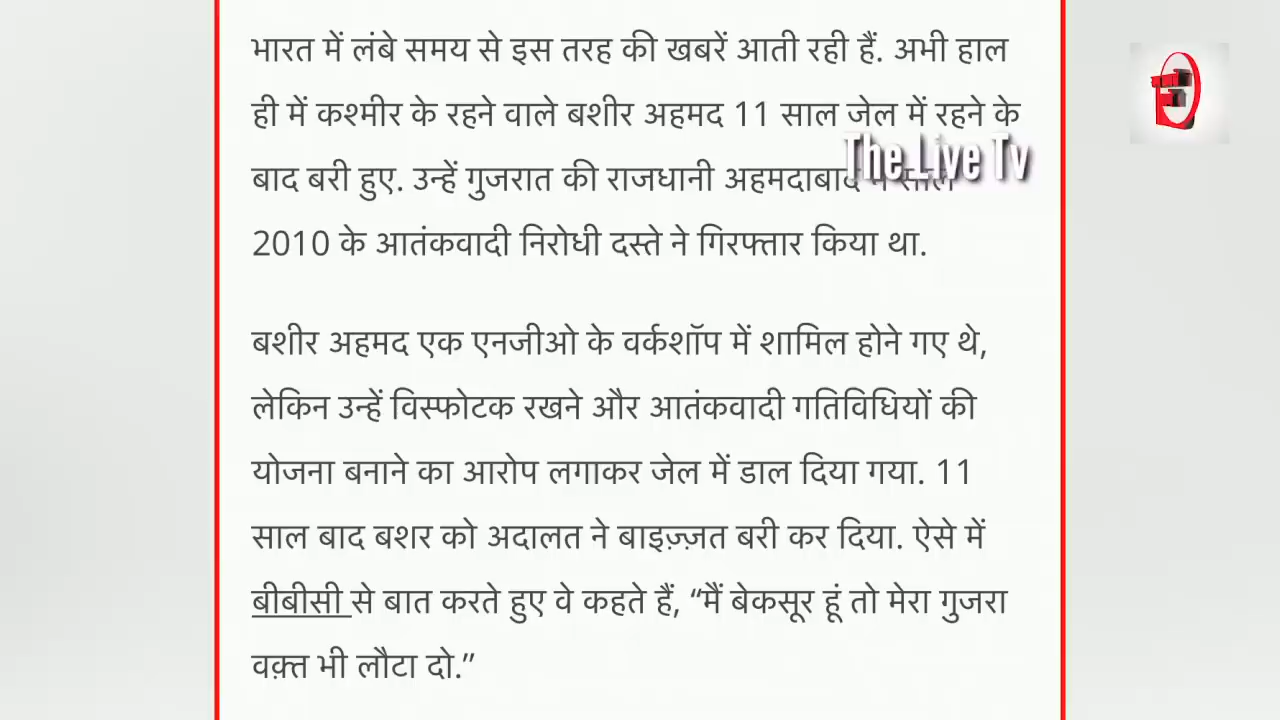 भारत में लंबे समय से इस तरह की खबरें आती रही हैं. अभी हाल
ही में कश्मीर के रहने वाले बशीर अहमद 11 साल जेल में रहने के
The Live Tv
बाद बरी हुए. उन्हें गुजरात की राजधानी अहमदाबाद में साल
2010 के आतंकवादी निरोधी दस्ते ने गिरफ्तार किया था.
बशीर अहमद एक एनजीओ के वर्कशॉप में शामिल होने गए थे,
लेकिन उन्हें विस्फोटक रखने और आतंकवादी गतिविधियों की
योजना बनाने का आरोप लगाकर जेल में डाल दिया गया. 11
साल बाद बशर को अदालत ने बाइज़्ज़त बरी कर दिया. ऐसे में
बीबीसी से बात करते हुए वे कहते हैं, “मैं बेकसूर हूं तो मेरा गुजरा
वक़्त भी लौटा दो.”